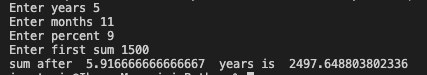 Enter years 5
Enter months 11
Enter percent 9
Enter first sum 1500
sum after  5.916666666666667  years is  2497.648803802336